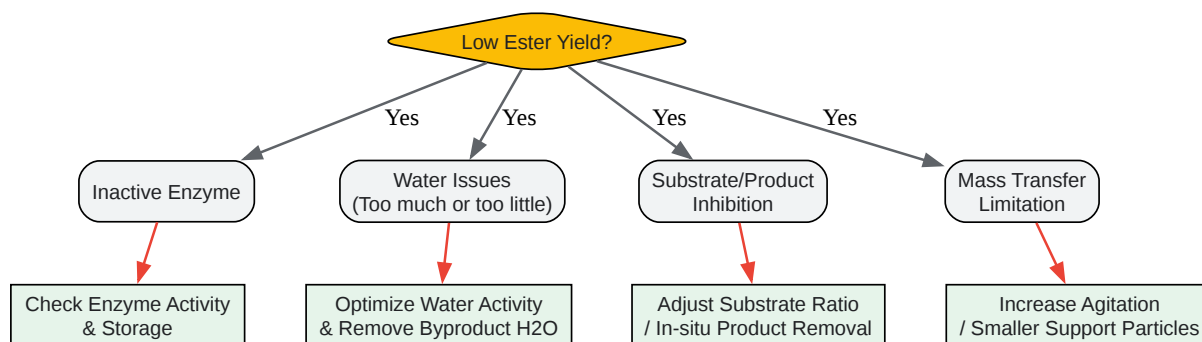 Low Ester Yield?
Yes
Yes
Yes
Yes
Inactive Enzyme
Water Issues
(Too much or too little)
Substrate/Product
Inhibition
Mass Transfer
Limitation
Check Enzyme Activity
& Storage
Optimize Water Activity
& Remove Byproduct H2O
Adjust Substrate Ratio
/ In-situ Product Removal
Increase Agitation
/ Smaller Support Particles